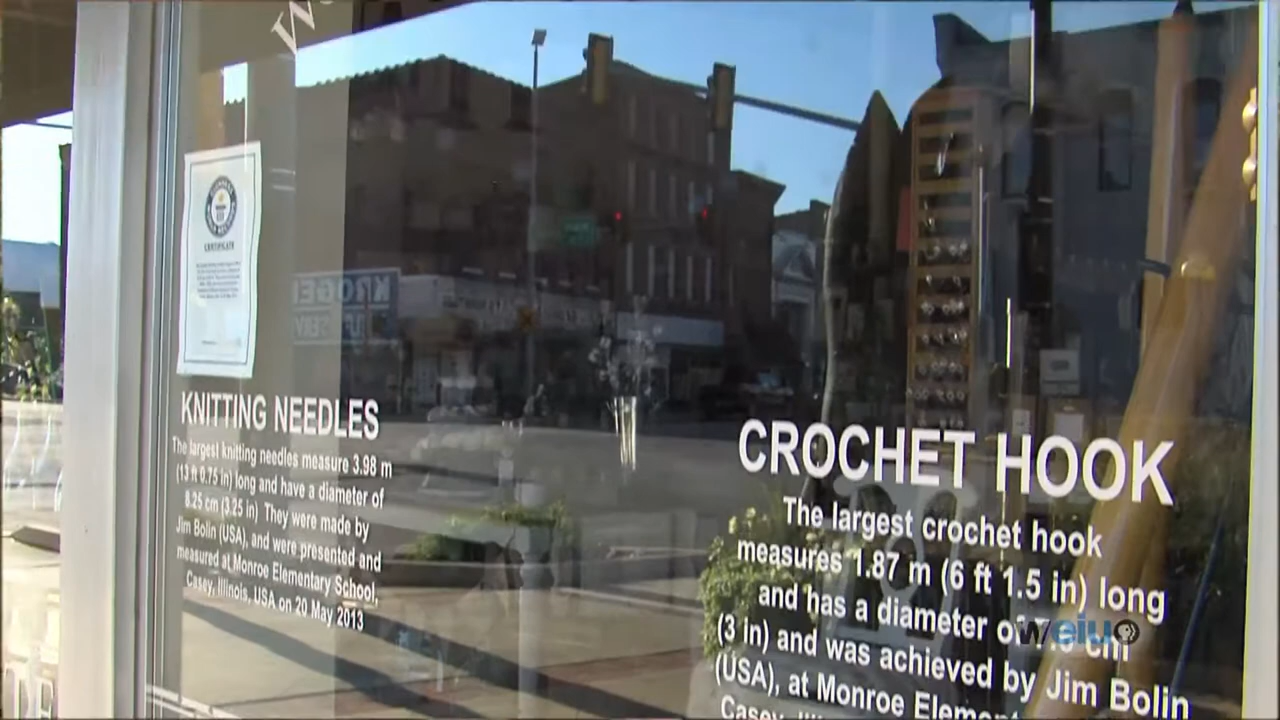 CERTIFICATE
KNITTING NEEDLES
The largest knitting needles measure 3.98 m
(13 ft 0.75 in) long and have a diameter of
8.25 cm (3.25 in) They were made by
Jim Bolin (USA), and were presented and
measured at Monroe Elementary School,
Casey, Illinois, USA on 20 May 2013
KROGE
CROCHET HOOK
The largest crochet hook
measures 1.87 m (6 ft 1.5 in) long
and has a diameter of cm
(3 in) and was achieved by Jim Bolin
(USA), at Monroe
Casey
weiu